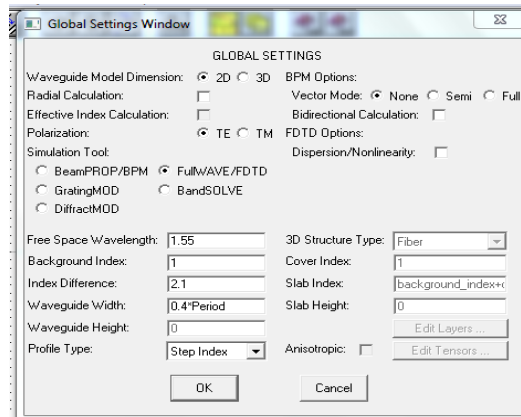 Global Settings Window
GLOBAL SETTINGS
Waveguide Model Dimension: 2D 3D BPM Options:
Radial Calculation: Vector Mode: None Semi Full
Effective Index Calculation: Bidirectional Calculation:
Polarization: TE TM FDTD Options:
Simulation Tool: Dispersion/Nonlinearity:
BeamPROP/BPM FullWAVE/FDTD
GratingMOD BandSOLVE
DiffractMOD
Free Space Wavelength: 1.55 3D Structure Type: Fiber
Background Index: 1 Cover Index: 1
Index Difference: 2.1 Slab Index: background_index+
Waveguide Width: 0.4*Period Slab Height: 0
Waveguide Height: 0 Edit Layers ...
Profile Type: Step Index Anisotropic: Edit Tensors ...
OK Cancel